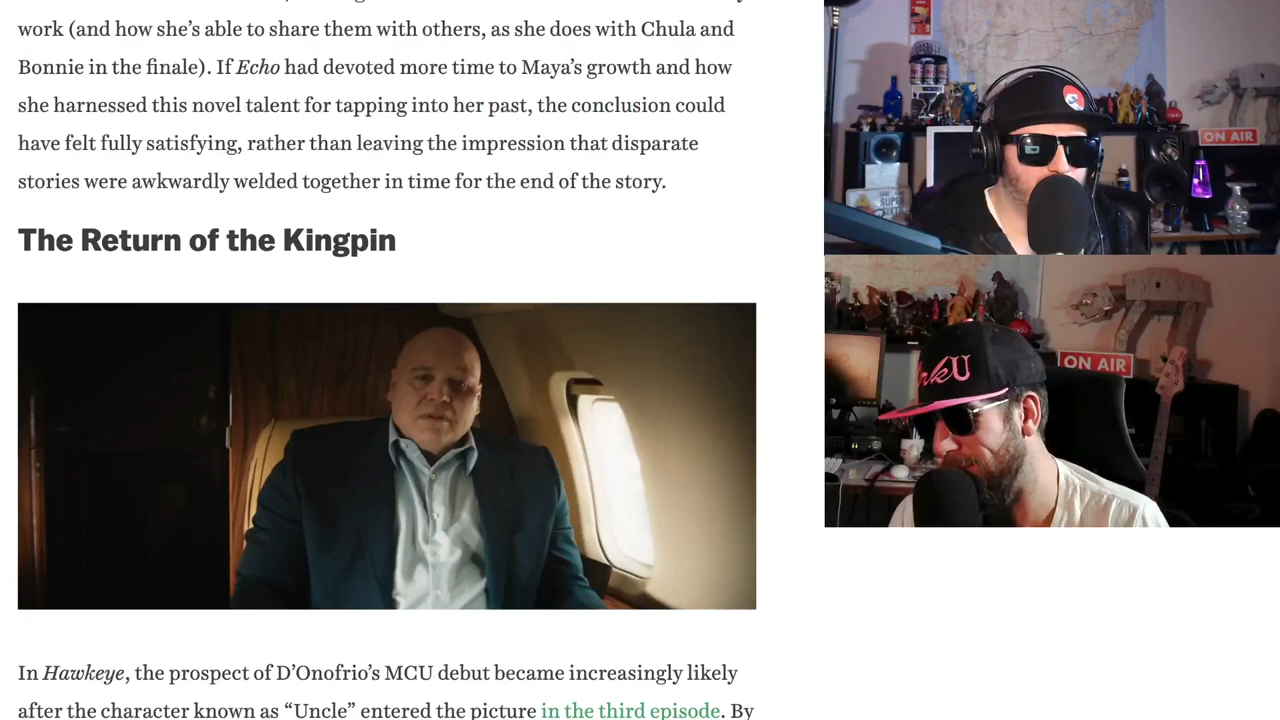 work (and how she’s able to share them with others, as she does with Chula and
Bonnie in the finale). If Echo had devoted more time to Maya’s growth and how
she harnessed this novel talent for tapping into her past, the conclusion could
have felt fully satisfying, rather than leaving the impression that disparate
stories were awkwardly welded together in time for the end of the story.
The Return of the Kingpin
In Hawkeye, the prospect of D’Onofrio’s MCU debut became increasingly likely
after the character known as “Uncle” entered the picture in the third episode. By
ON AIR
SUPER
ON AIR